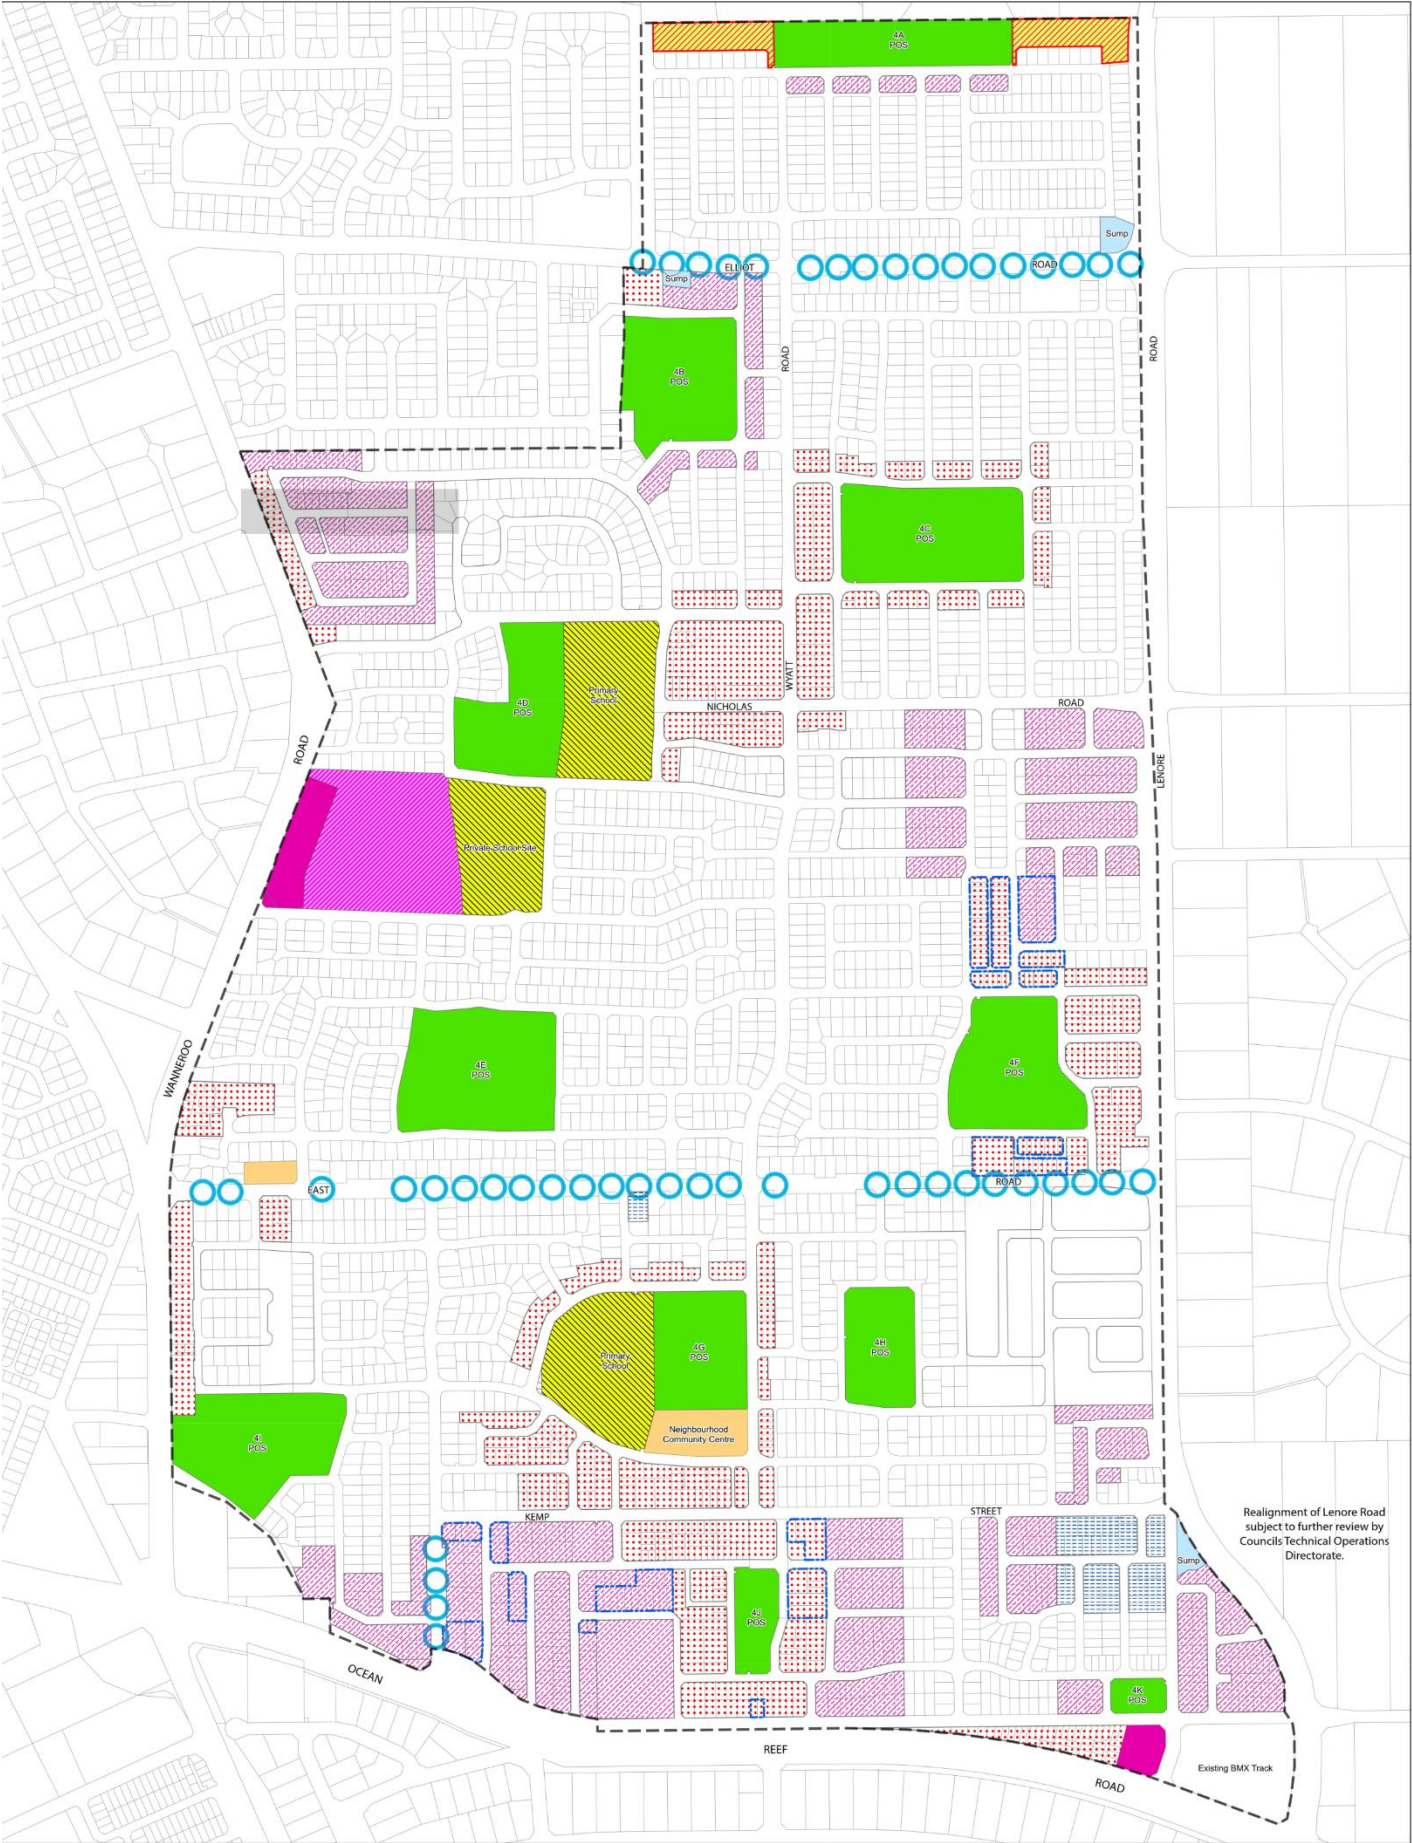 4A
POS
Sump
ELLIOT
ROAD
Sump
ROAD
ROAD
4B
POS
4C
POS
Primary
School
4D
POS
WYATT
NICHOLAS
ROAD
ROAD
LENORE
Private School Site
4E
POS
4F
POS
WANNEROO
EAST
ROAD
4G
POS
4H
POS
Primary
School
Neighbourhood
Community Centre
4I
POS
KEMP
STREET
Realignment of Lenore Road
subject to further review by
Councils Technical Operations
Directorate.
Sump
4J
POS
OCEAN
4K
POS
REEF
ROAD
Existing BMX Track